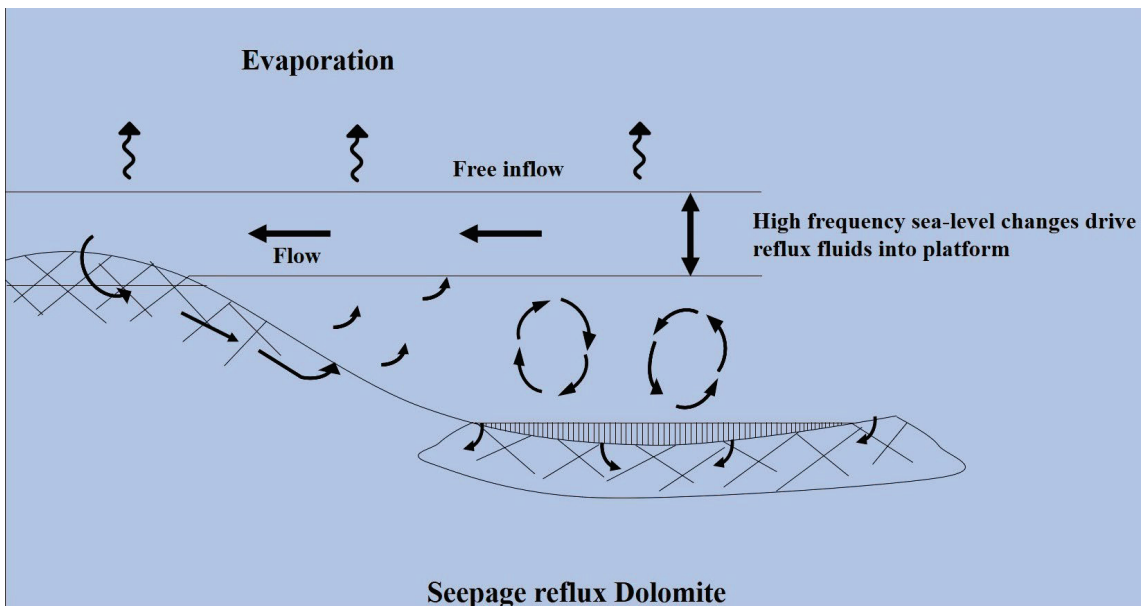 Evaporation
Free inflow
Flow
High frequency sea-level changes drive
reflux fluids into platform
Seepage reflux Dolomite